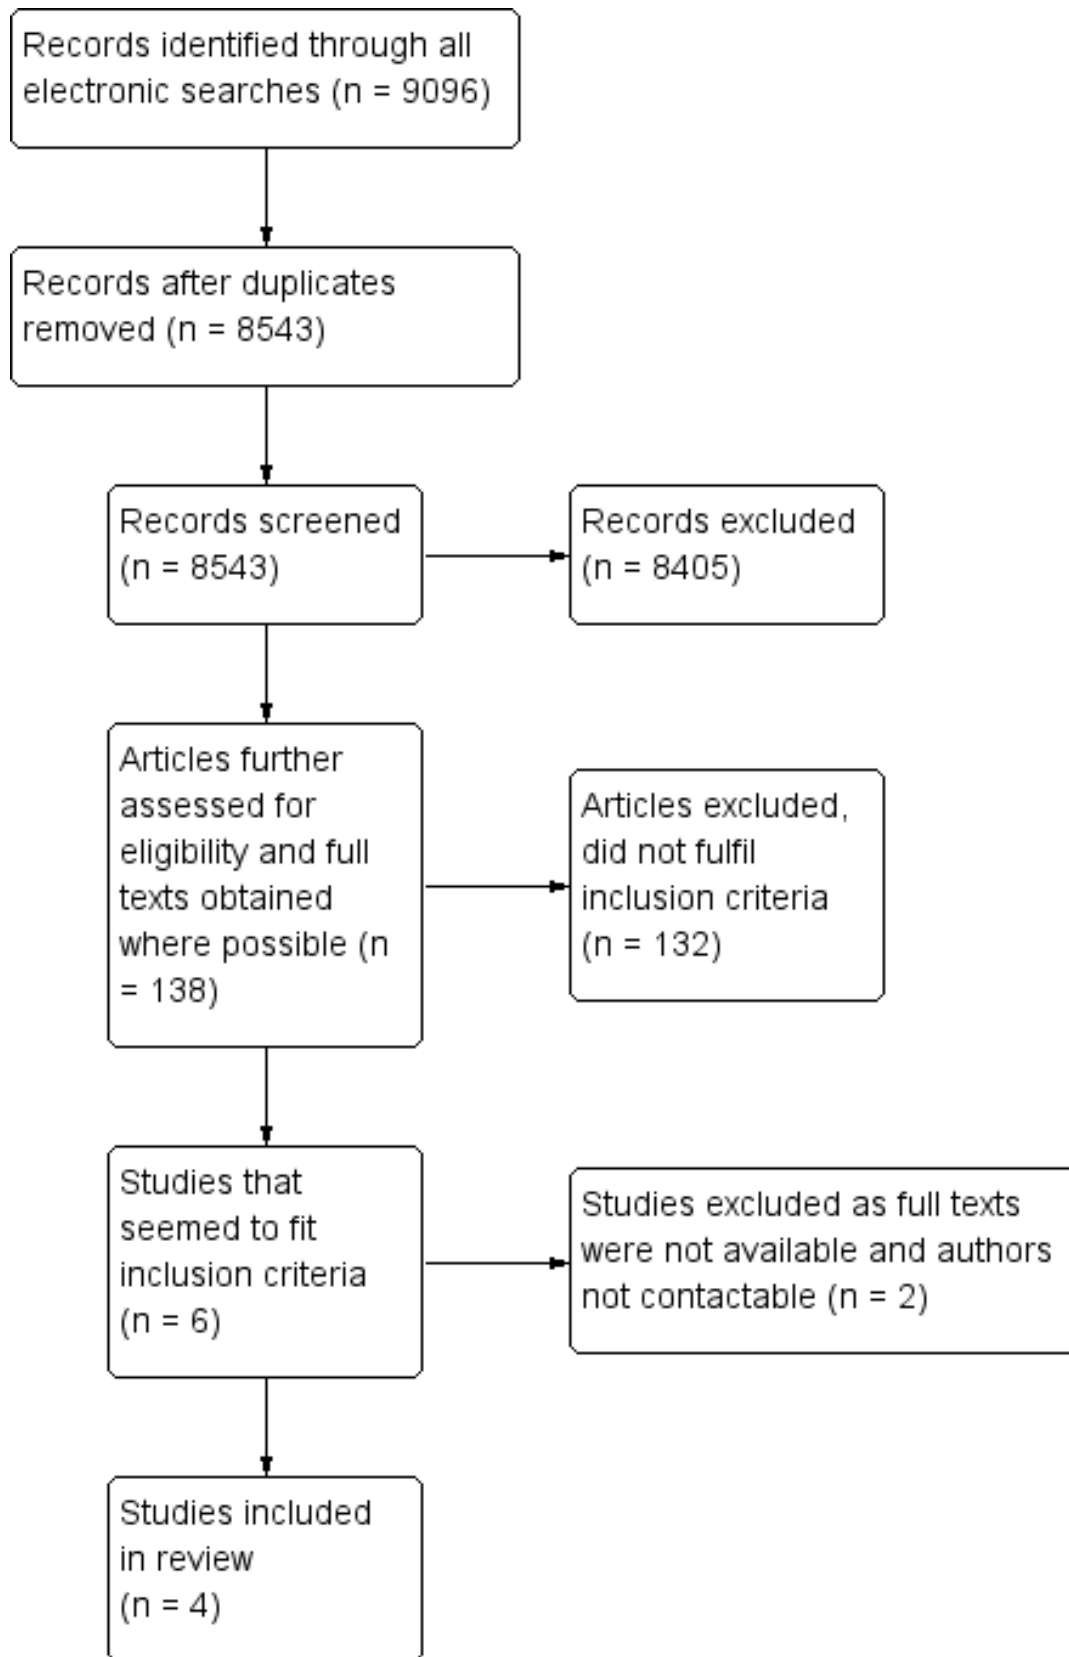 Records identified through all
electronic searches (n = 9096)
Records after duplicates
removed (n = 8543)
Records screened
(n = 8543)
Records excluded
(n = 8405)
Articles further
assessed for
eligibility and full
texts obtained
where possible (n
= 138)
Articles excluded,
did not fulfil
inclusion criteria
(n = 132)
Studies that
seemed to fit
inclusion criteria
(n = 6)
Studies excluded as full texts
were not available and authors
not contactable (n = 2)
Studies included
in review
(n = 4)